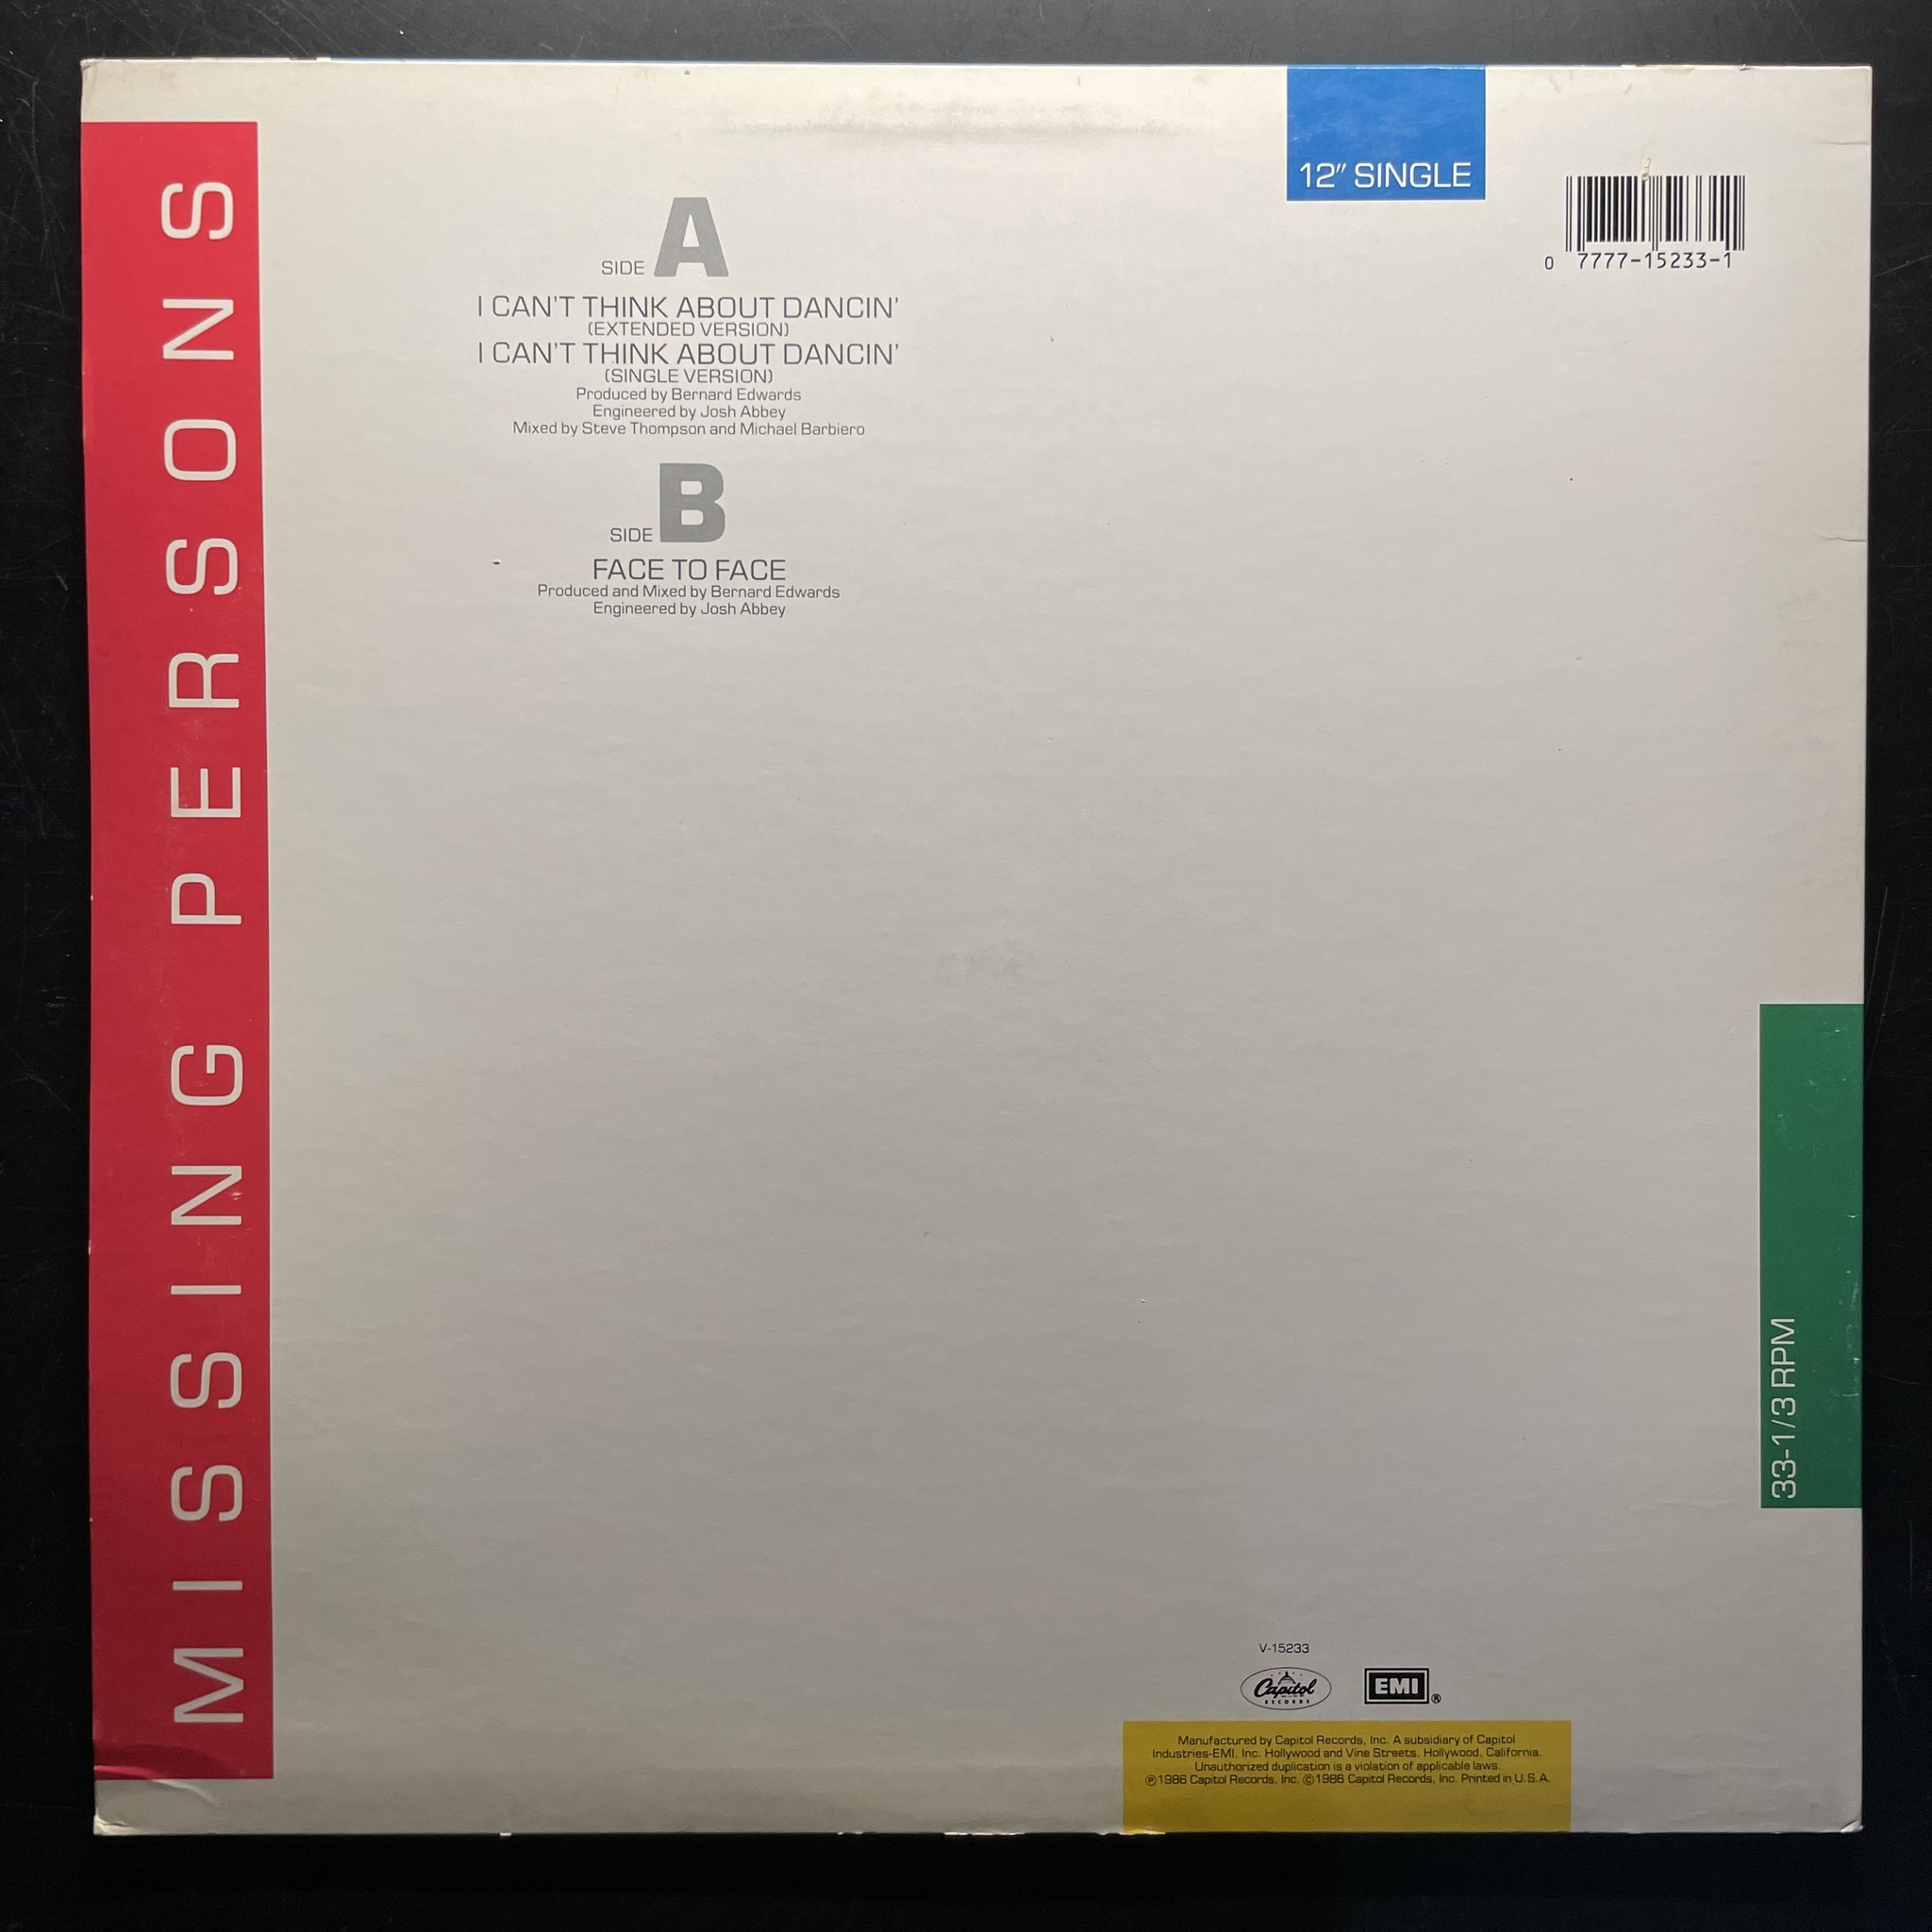 MISSING PERSONS
12″ SINGLE
0 7777-15233-1
SIDE A
I CAN'T THINK ABOUT DANCIN'
(EXTENDED VERSION)
I CAN'T THINK ABOUT DANCIN'
(SINGLE VERSION)
Produced by Bernard Edwards
Engineered by Josh Abbey
Mixed by Steve Thompson and Michael Barbiero
SIDE B
FACE TO FACE
Produced and Mixed by Bernard Edwards
Engineered by Josh Abbey
33-1/3 RPM
V-15233
Capitol
RECORDS
EMI ®
Manufactured by Capitol Records, Inc. A subsidiary of Capitol
Industries-EMI, Inc. Hollywood and Vine Streets, Hollywood, California.
Unauthorized duplication is a violation of applicable laws.
℗1986 Capitol Records, Inc. ©1986 Capitol Records, Inc. Printed in U.S.A.